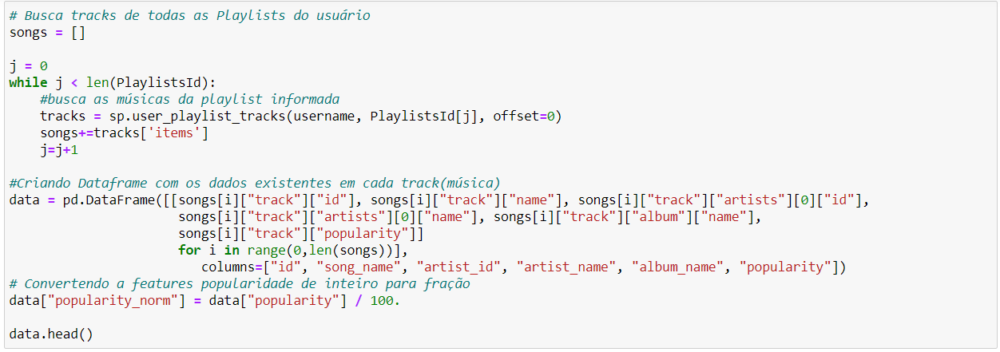 # Busca tracks de todas as Playlists do usuário
songs = []
j = 0
while j < len(PlaylistsId):
    #busca as músicas da playlist informada
    tracks = sp.user_playlist_tracks(username, PlaylistsId[j], offset=0)
    songs+=tracks['items']
    j=j+1
#Criando Dataframe com os dados existentes em cada track(música)
data = pd.DataFrame([[songs[i]["track"]["id"], songs[i]["track"]["name"], songs[i]["track"]["artists"][0]["id"],
                      songs[i]["track"]["artists"][0]["name"], songs[i]["track"]["album"]["name"],
                      songs[i]["track"]["popularity"]]
                      for i in range(0,len(songs))],
                         columns=["id", "song_name", "artist_id", "artist_name", "album_name", "popularity"])
# Convertendo a features popularidade de inteiro para fração
data["popularity_norm"] = data["popularity"] / 100.
data.head()